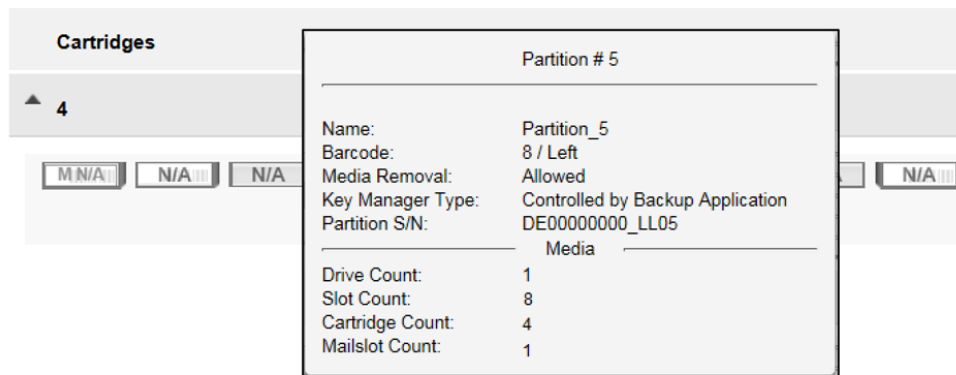 Cartridges
Partition # 5
4
Name: Partition_5
Barcode: 8 / Left
M N/A N/A N/A N/A
Media Removal: Allowed
Key Manager Type: Controlled by Backup Application
Partition S/N: DE00000000_LL05
Media
Drive Count: 1
Slot Count: 8
Cartridge Count: 4
Mailslot Count: 1